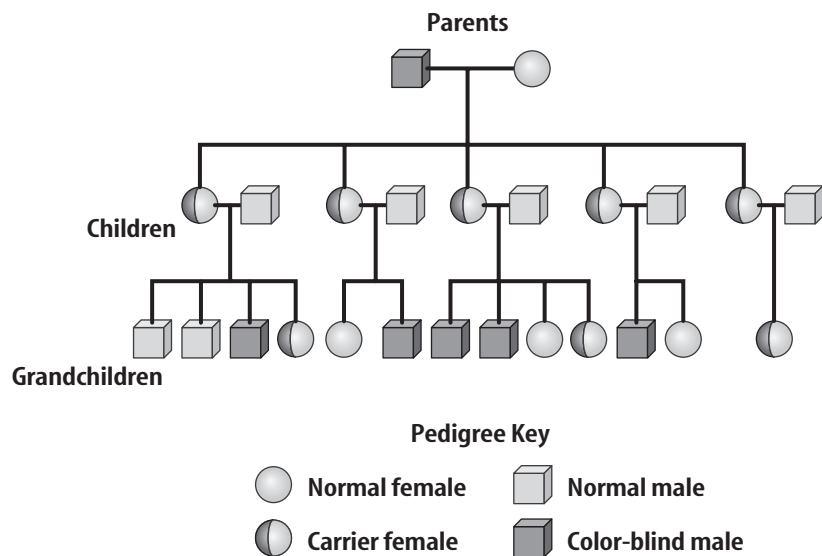 Parents
Children
Grandchildren
Pedigree Key
Normal female
Normal male
Carrier female
Color-blind male